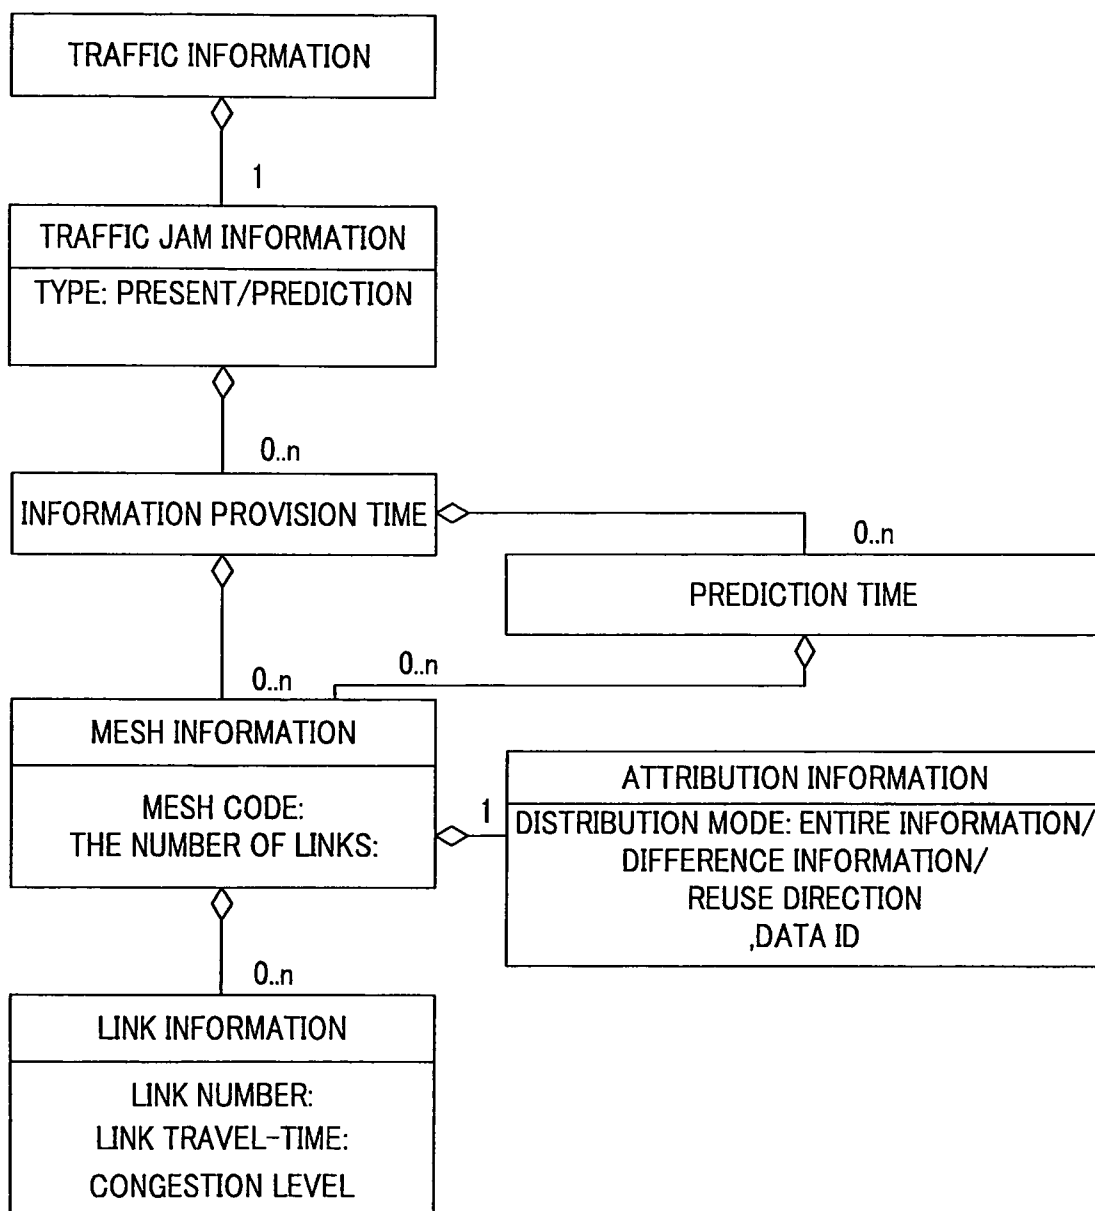 TRAFFIC INFORMATION
1
TRAFFIC JAM INFORMATION
TYPE: PRESENT/PREDICTION
0..n
INFORMATION PROVISION TIME
0..n
PREDICTION TIME
0..n
0..n
MESH INFORMATION
MESH CODE:
THE NUMBER OF LINKS:
1
ATTRIBUTION INFORMATION
DISTRIBUTION MODE: ENTIRE INFORMATION/
DIFFERENCE INFORMATION/
REUSE DIRECTION
,DATA ID
0..n
LINK INFORMATION
LINK NUMBER:
LINK TRAVEL-TIME:
CONGESTION LEVEL